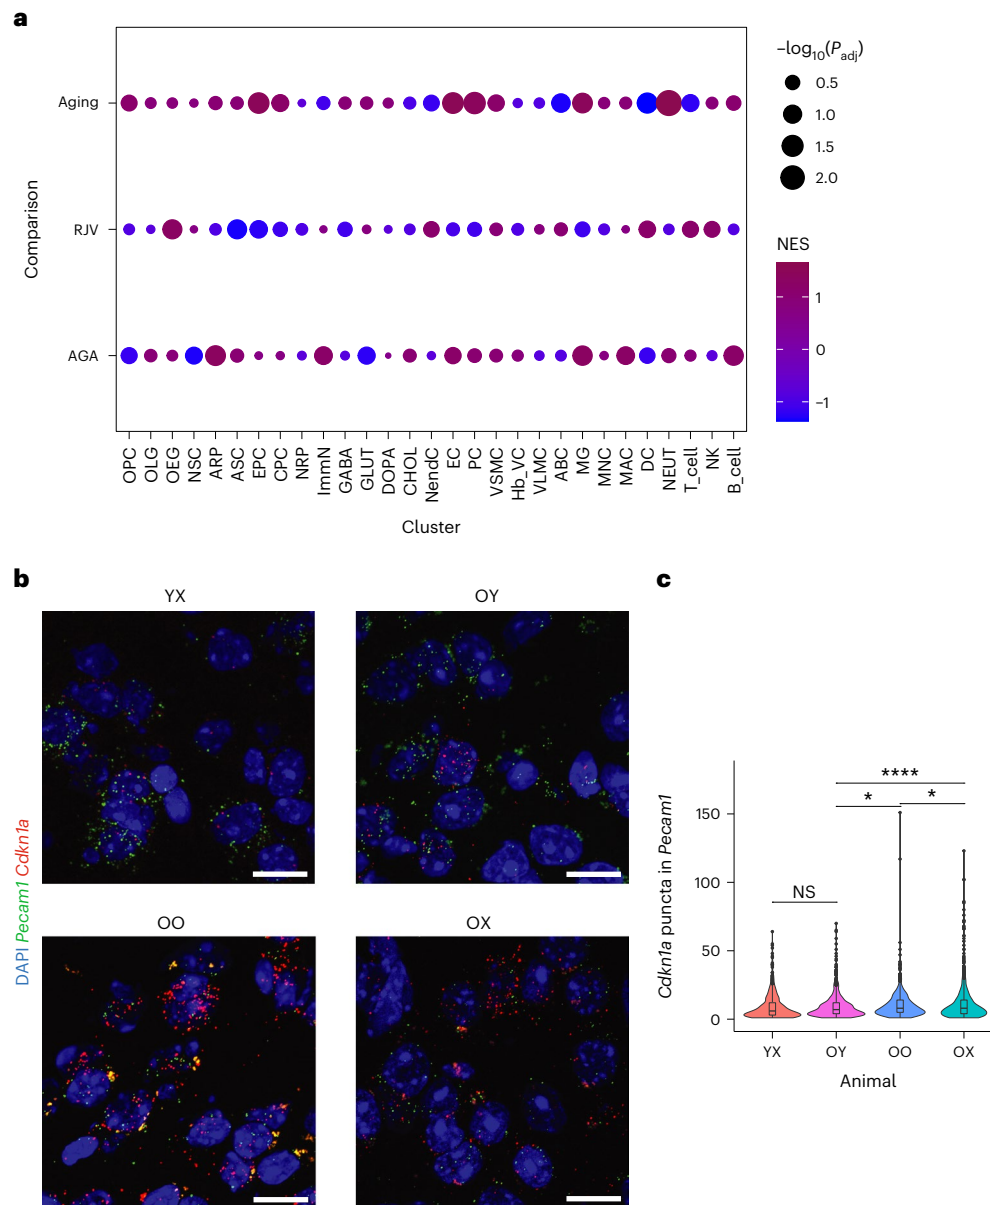 a
–log10(Padj)
0.5
1.0
1.5
2.0
NES
1
0
–1
Comparison
Aging
RJV
AGA
OPC
OLG
OEG
NSC
ARP
ASC
EPC
CPC
NRP
ImmN
GABA
GLUT
DOPA
CHOL
NendC
EC
PC
VSMC
Hb_VC
VLMC
ABC
MG
MNC
MAC
DC
NEUT
T_cell
NK
B_cell
Cluster
b
YX
OY
OO
OX
DAPI Pecam1 Cdkn1a
c
Cdkn1a puncta in Pecam1
150
100
50
0
NS
*
*
****
YX
OY
OO
OX
Animal